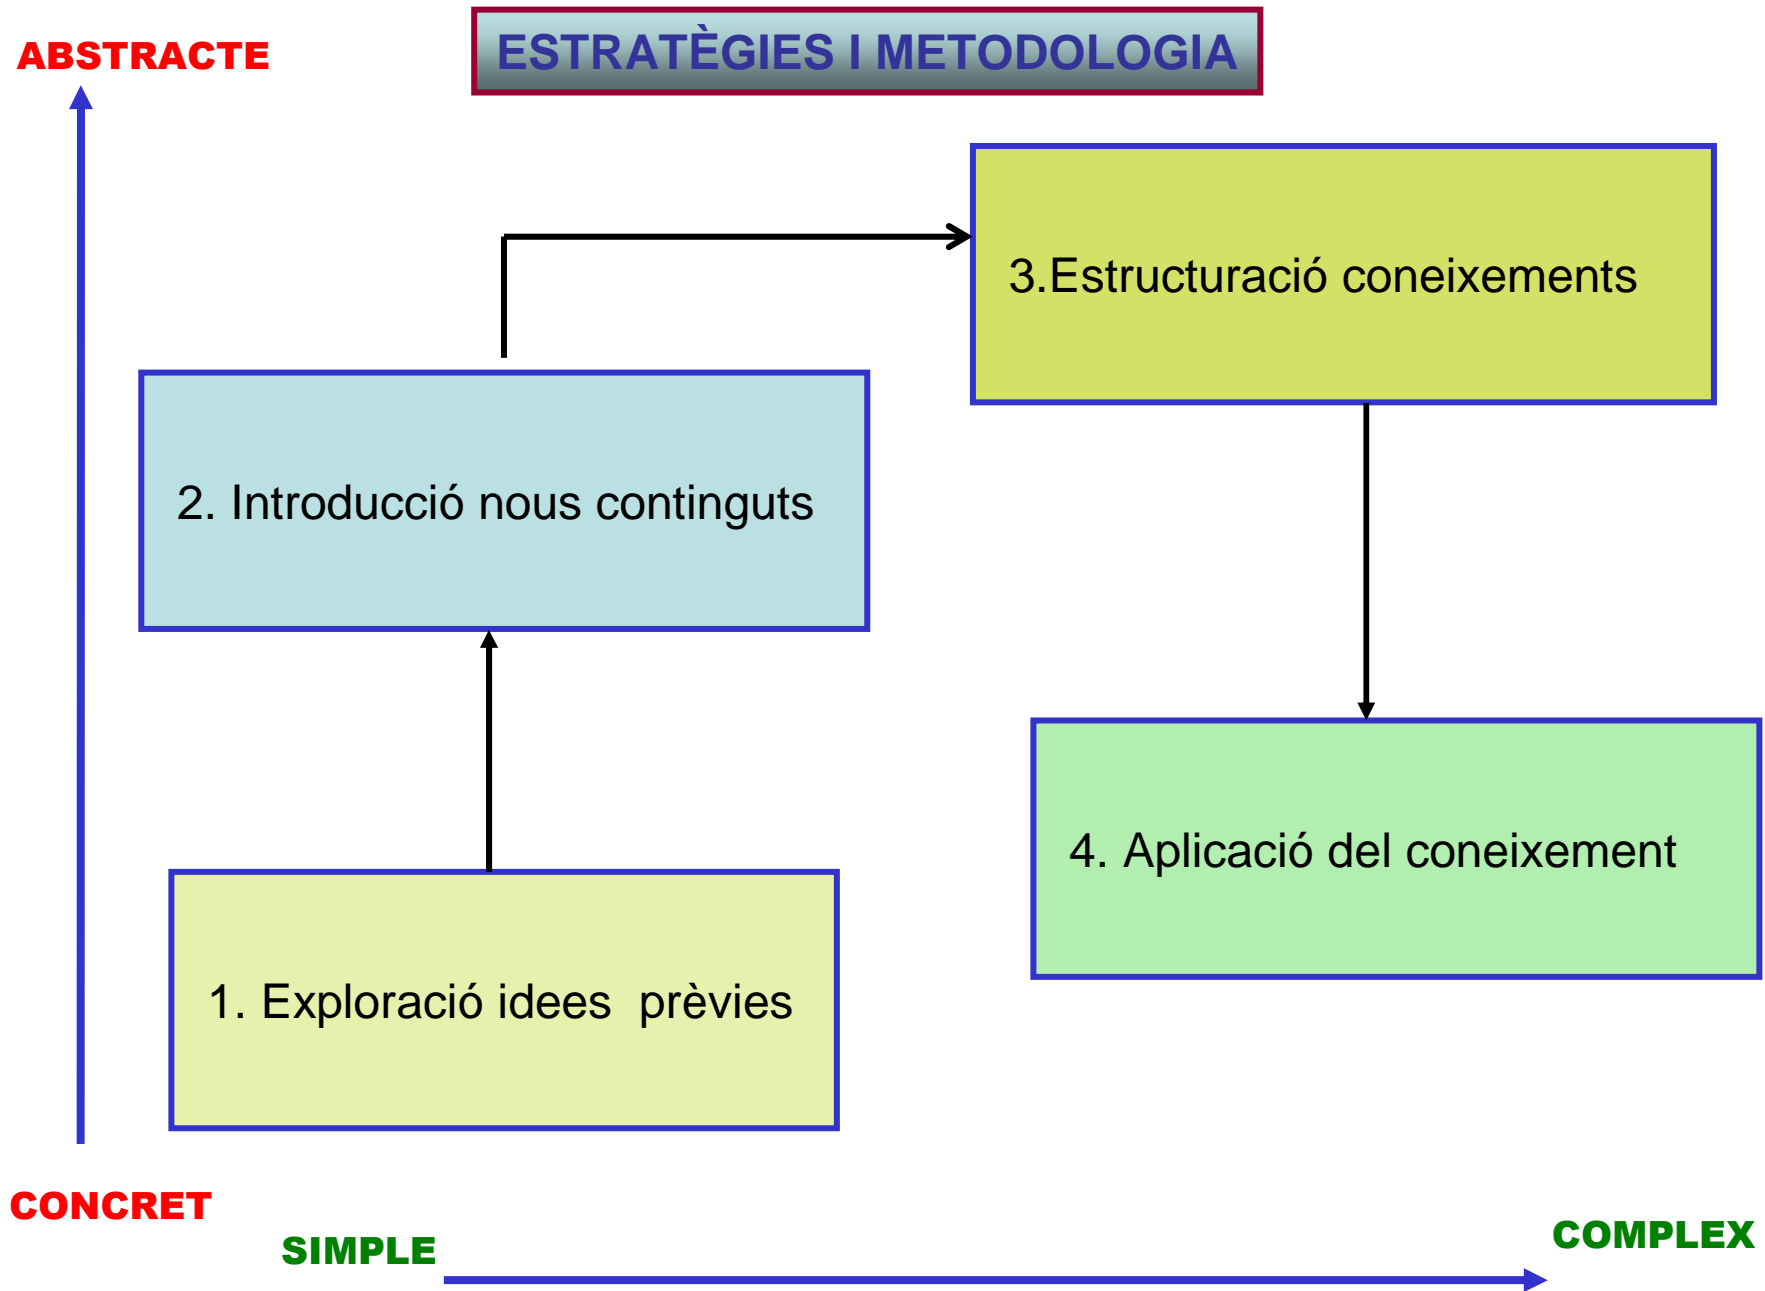 ABSTRACTE
ESTRATÈGIES I METODOLOGIA
3.Estructuració coneixements
2. Introducció nous continguts
4. Aplicació del coneixement
1. Exploració idees  prèvies
CONCRET
SIMPLE
COMPLEX